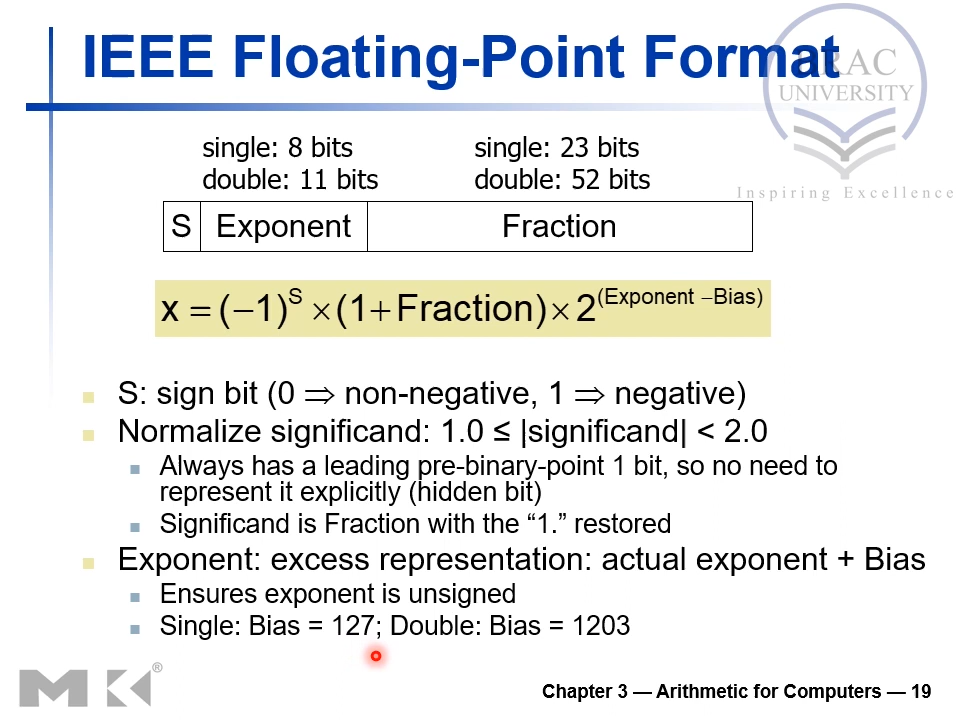 IEEE Floating-Point Format
BRAC
UNIVERSITY
Inspiring Excellence
single: 8 bits
double: 11 bits
single: 23 bits
double: 52 bits
S Exponent Fraction
x = (−1)^S × (1+Fraction) × 2^(Exponent −Bias)
S: sign bit (0 ⇒ non-negative, 1 ⇒ negative)
Normalize significand: 1.0 ≤ |significand| < 2.0
Always has a leading pre-binary-point 1 bit, so no need to
represent it explicitly (hidden bit)
Significand is Fraction with the “1.” restored
Exponent: excess representation: actual exponent + Bias
Ensures exponent is unsigned
Single: Bias = 127; Double: Bias = 1203
MK®
Chapter 3 — Arithmetic for Computers — 19